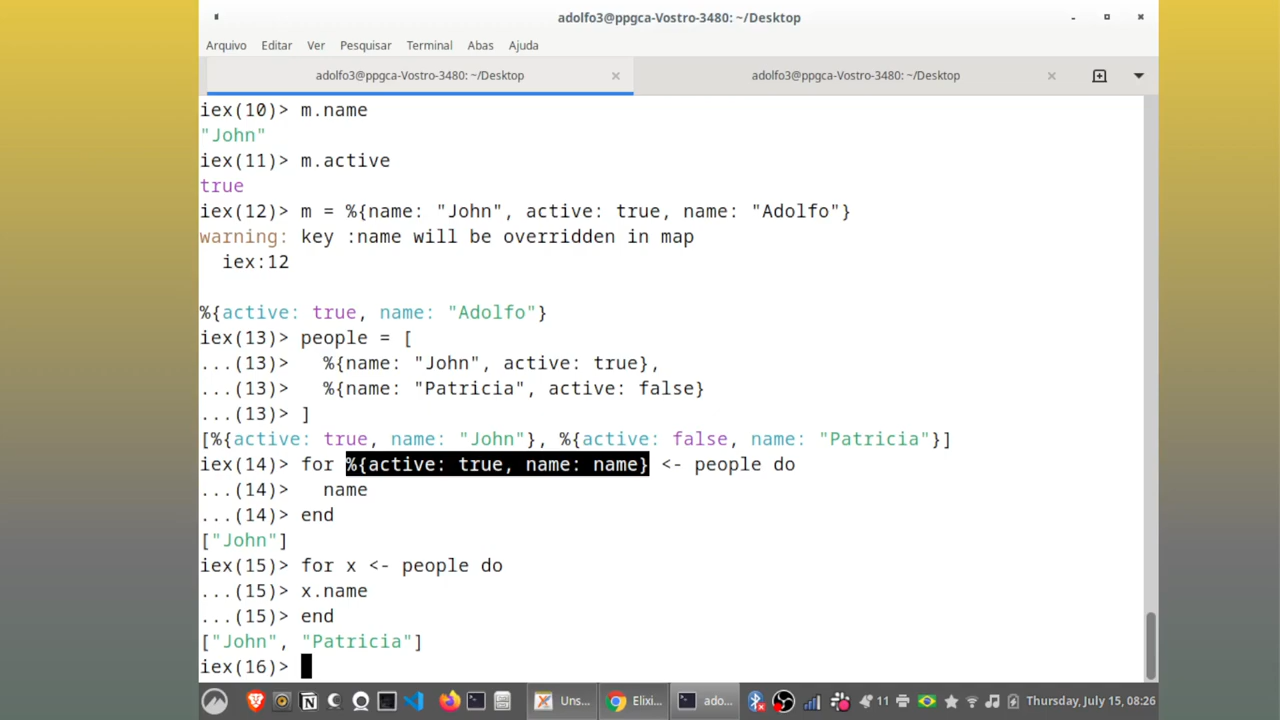 adolfo3@ppgca-Vostro-3480: ~/Desktop
Arquivo Editar Ver Pesquisar Terminal Abas Ajuda
adolfo3@ppgca-Vostro-3480: ~/Desktop adolfo3@ppgca-Vostro-3480: ~/Desktop
iex(10)> m.name
"John"
iex(11)> m.active
true
iex(12)> m = %{name: "John", active: true, name: "Adolfo"}
warning: key :name will be overridden in map
  iex:12
%{active: true, name: "Adolfo"}
iex(13)> people = [
...(13)>   %{name: "John", active: true},
...(13)>   %{name: "Patricia", active: false}
...(13)> ]
[%{active: true, name: "John"}, %{active: false, name: "Patricia"}]
iex(14)> for %{active: true, name: name} <- people do
...(14)>   name
...(14)> end
["John"]
iex(15)> for x <- people do
...(15)> x.name
...(15)> end
["John", "Patricia"]
iex(16)>
Uns... Elixi... ado... 11 Thursday, July 15, 08:26